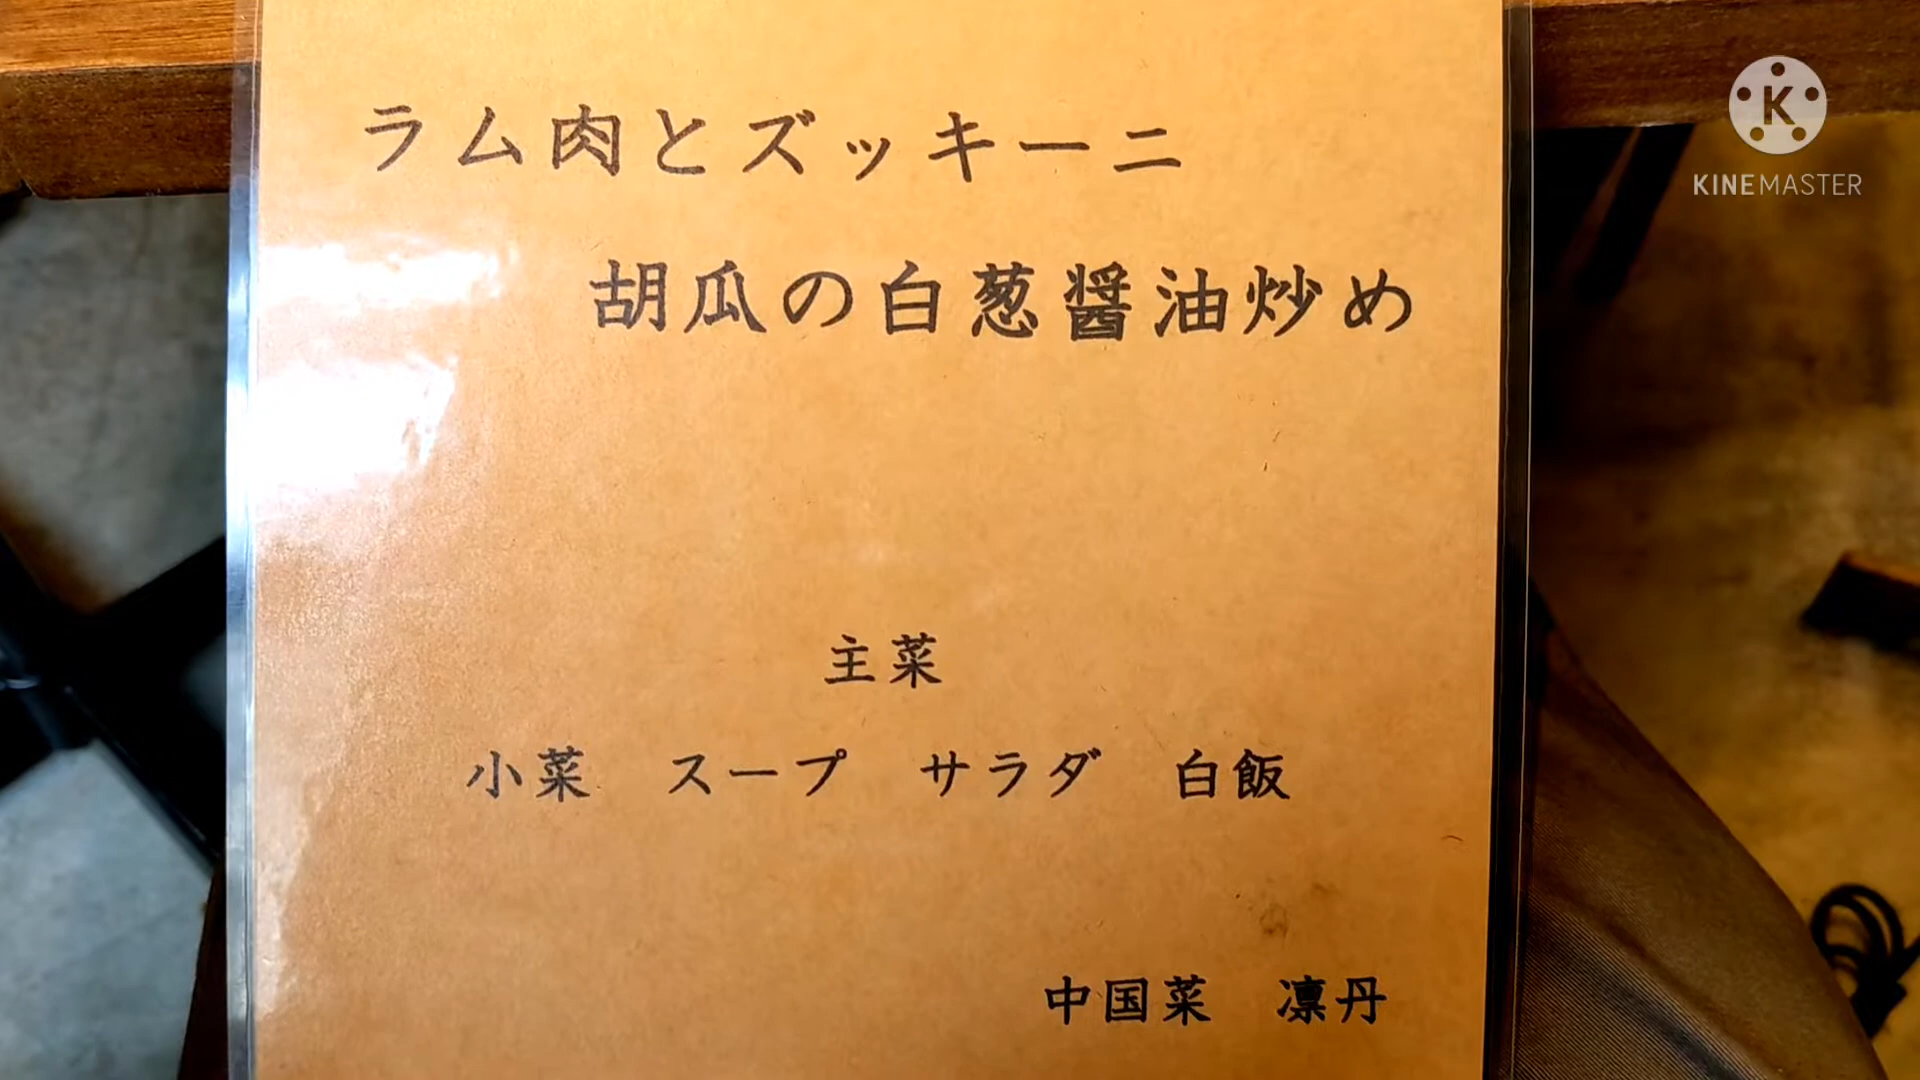 ラム肉とズッキーニ
胡瓜の白葱醤油炒め
主菜
小菜 スープ サラダ 白飯
中国菜 凛丹
K
KINEMASTER